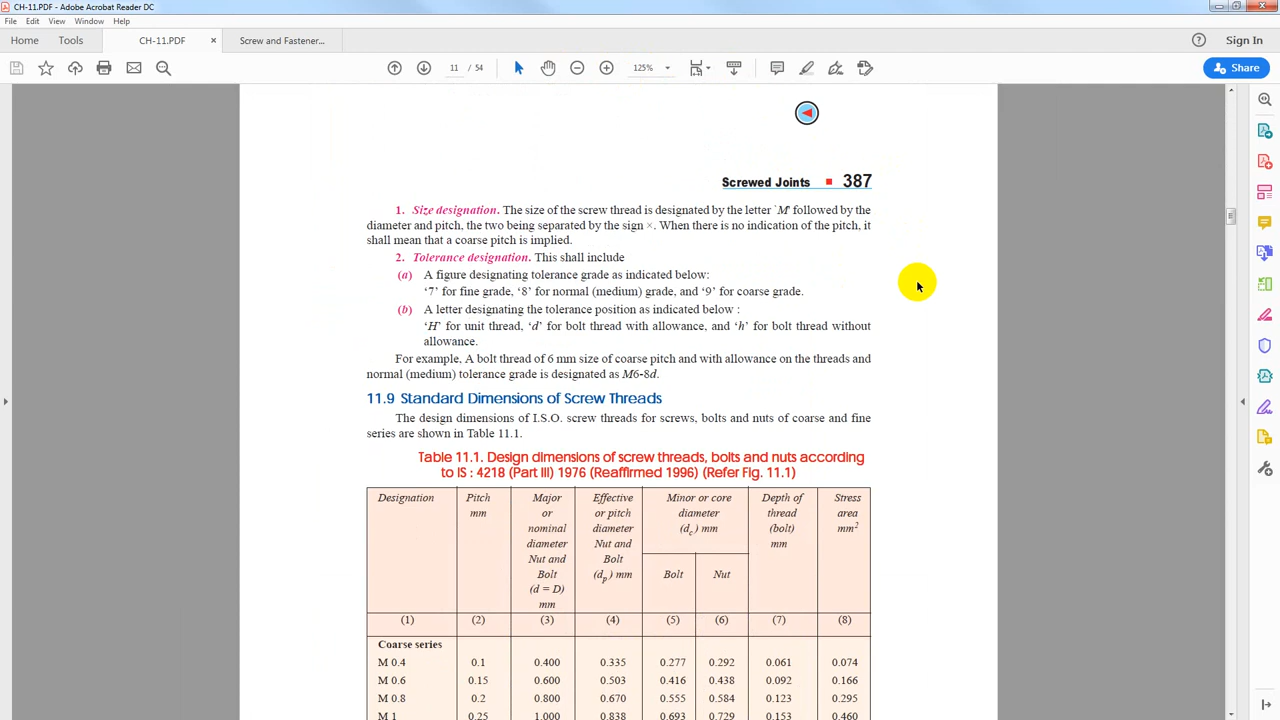 CH-11.PDF - Adobe Acrobat Reader DC
File Edit View Window Help
Home Tools CH-11.PDF × Screw and Fastener... Sign In
11 / 54 125% Share
Screwed Joints ■ 387
1. Size designation. The size of the screw thread is designated by the letter `M' followed by the
diameter and pitch, the two being separated by the sign ×. When there is no indication of the pitch, it
shall mean that a coarse pitch is implied.
2. Tolerance designation. This shall include
(a) A figure designating tolerance grade as indicated below:
‘7’ for fine grade, ‘8’ for normal (medium) grade, and ‘9’ for coarse grade.
(b) A letter designating the tolerance position as indicated below :
‘H’ for unit thread, ‘d’ for bolt thread with allowance, and ‘h’ for bolt thread without
allowance.
For example, A bolt thread of 6 mm size of coarse pitch and with allowance on the threads and
normal (medium) tolerance grade is designated as M6-8d.
11.9 Standard Dimensions of Screw Threads
The design dimensions of I.S.O. screw threads for screws, bolts and nuts of coarse and fine
series are shown in Table 11.1.
Table 11.1. Design dimensions of screw threads, bolts and nuts according
to IS : 4218 (Part III) 1976 (Reaffirmed 1996) (Refer Fig. 11.1)
Designation Pitch Major Effective Minor or core Depth of Stress
mm or or pitch diameter thread area
nominal diameter (dc) mm (bolt) mm²
diameter Nut and mm
Nut and Bolt
Bolt (dp) mm Bolt Nut
(d = D)
mm
(1) (2) (3) (4) (5) (6) (7) (8)
Coarse series
M 0.4 0.1 0.400 0.335 0.277 0.292 0.061 0.074
M 0.6 0.15 0.600 0.503 0.416 0.438 0.092 0.166
M 0.8 0.2 0.800 0.670 0.555 0.584 0.123 0.295
M 1 0.25 1.000 0.838 0.693 0.729 0.153 0.460